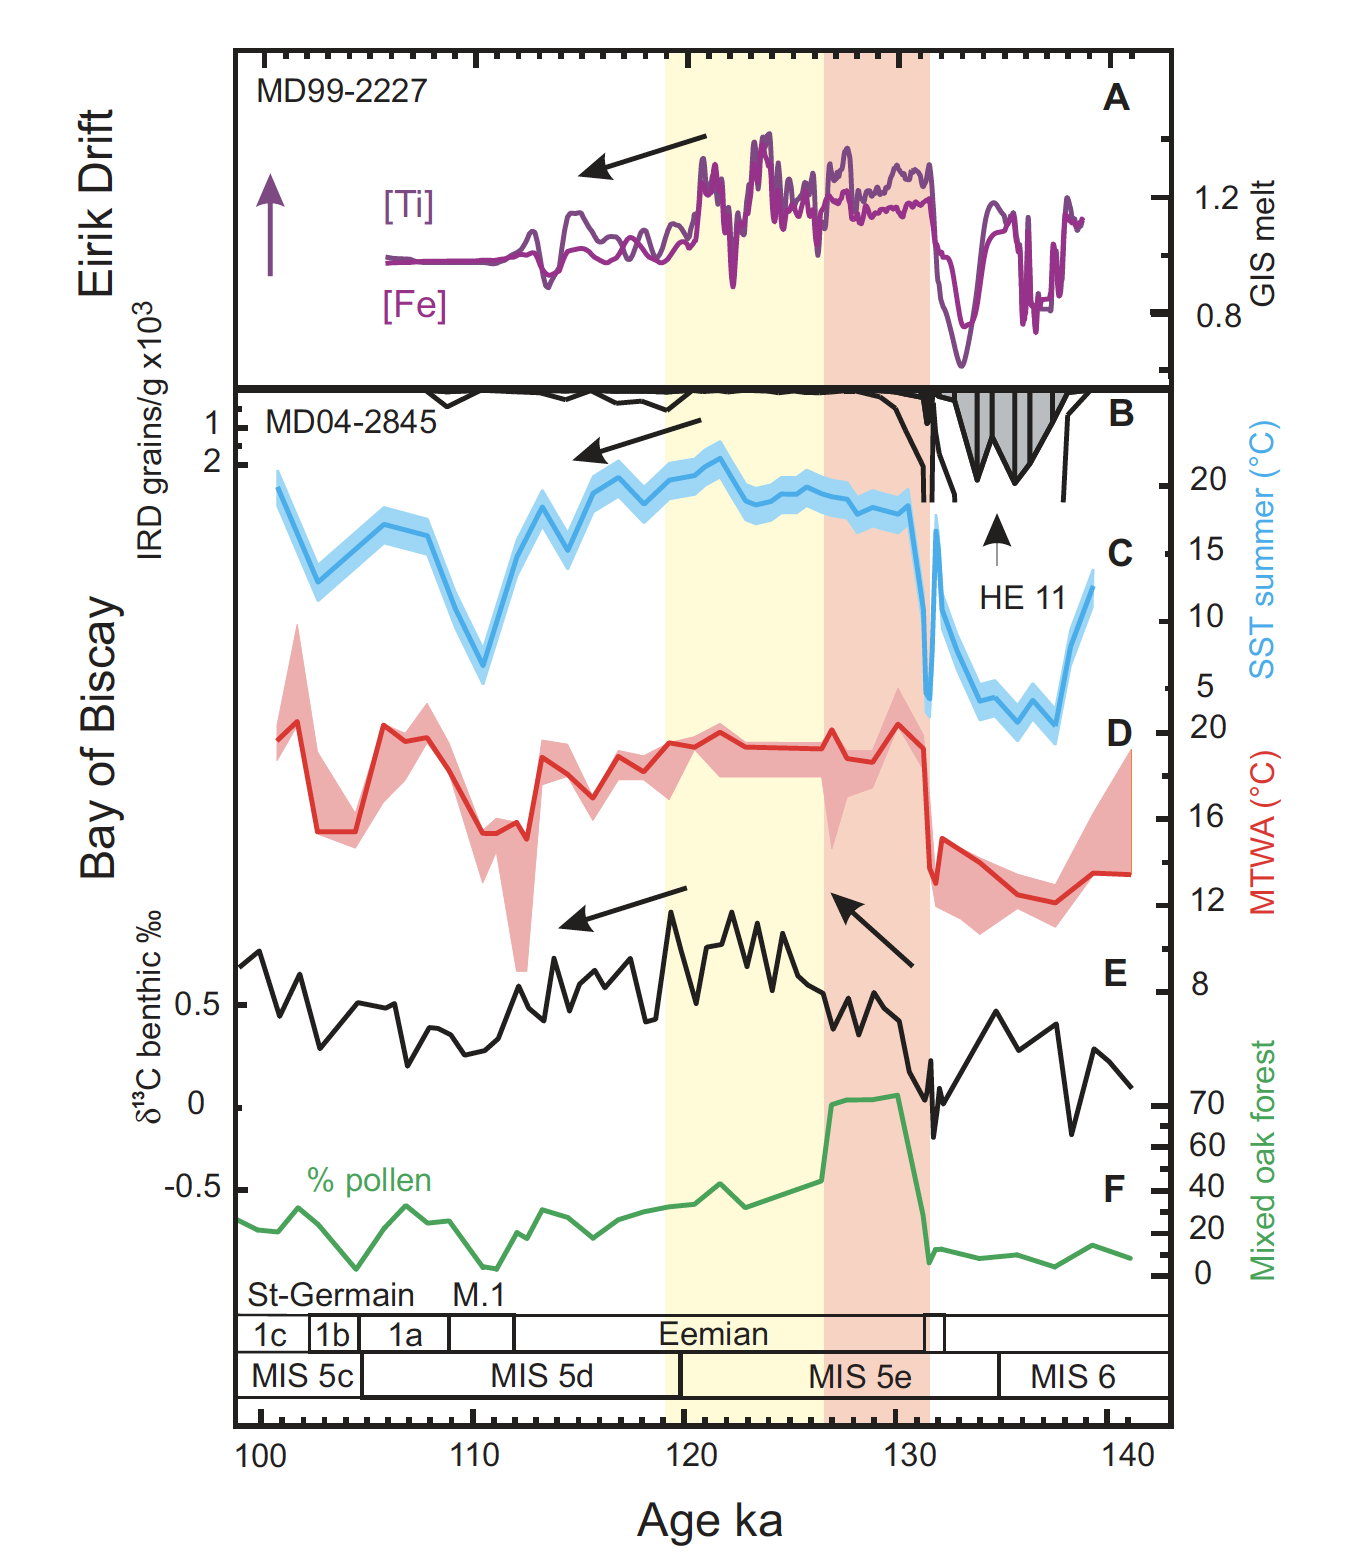 MD99-2227
A
Eirik Drift
[Ti]
[Fe]
1.2
0.8
GIS melt
IRD grains/g x10³
1
2
MD04-2845
B
HE 11
C
20
15
10
5
SST summer (°C)
Bay of Biscay
D
20
16
12
8
MTWA (°C)
E
δ¹³C benthic ‰
0.5
0
-0.5
% pollen
F
70
60
40
20
0
Mixed oak forest
St-Germain M.1
1c 1b 1a Eemian
MIS 5c MIS 5d MIS 5e MIS 6
100 110 120 130 140
Age ka